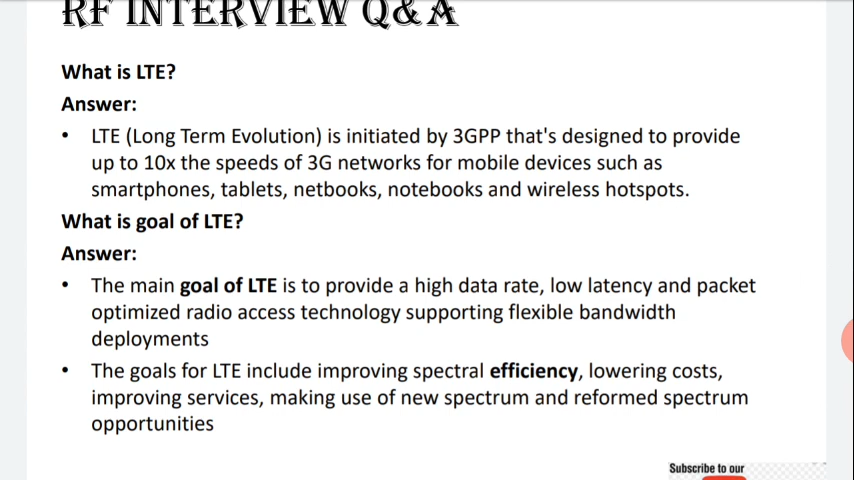 RF INTERVIEW Q&A
What is LTE?
Answer:
• LTE (Long Term Evolution) is initiated by 3GPP that's designed to provide
up to 10x the speeds of 3G networks for mobile devices such as
smartphones, tablets, netbooks, notebooks and wireless hotspots.
What is goal of LTE?
Answer:
• The main goal of LTE is to provide a high data rate, low latency and packet
optimized radio access technology supporting flexible bandwidth
deployments
• The goals for LTE include improving spectral efficiency, lowering costs,
improving services, making use of new spectrum and reformed spectrum
opportunities
Subscribe to our